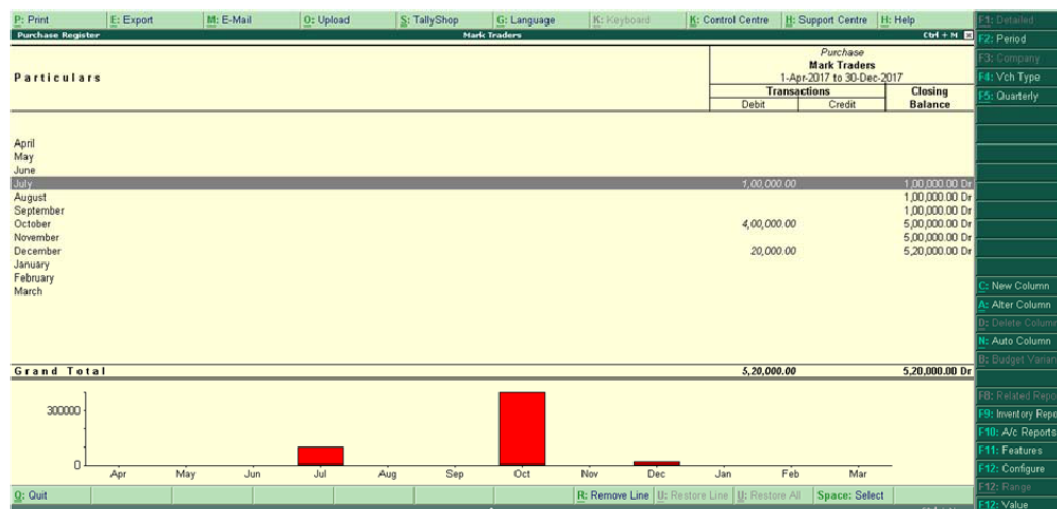 P: Print E: Export M: E-Mail O: Upload S: TallyShop G: Language K: Keyboard K: Control Centre H: Support Centre H: Help
Purchase Register Mark Traders Ctrl + M
Particulars
Purchase
Mark Traders
1-Apr-2017 to 30-Dec-2017
Transactions Closing
Debit Credit Balance
April
May
June
July 1,00,000.00 1,00,000.00 Dr
August 1,00,000.00 Dr
September 1,00,000.00 Dr
October 4,00,000.00 5,00,000.00 Dr
November 5,00,000.00 Dr
December 20,000.00 5,20,000.00 Dr
January
February
March
Grand Total 5,20,000.00 5,20,000.00 Dr
300000
0
Apr May Jun Jul Aug Sep Oct Nov Dec Jan Feb Mar
Q: Quit R: Remove Line U: Restore Line U: Restore All Space: Select
F1: Detailed
F2: Period
F3: Company
F4: Vch Type
F5: Quarterly
C: New Column
A: Alter Column
D: Delete Column
N: Auto Column
B: Budget Varian
F8: Related Repo
F9: Inventory Repo
F10: A/c Reports
F11: Features
F12: Configure
F12: Range
F12: Value